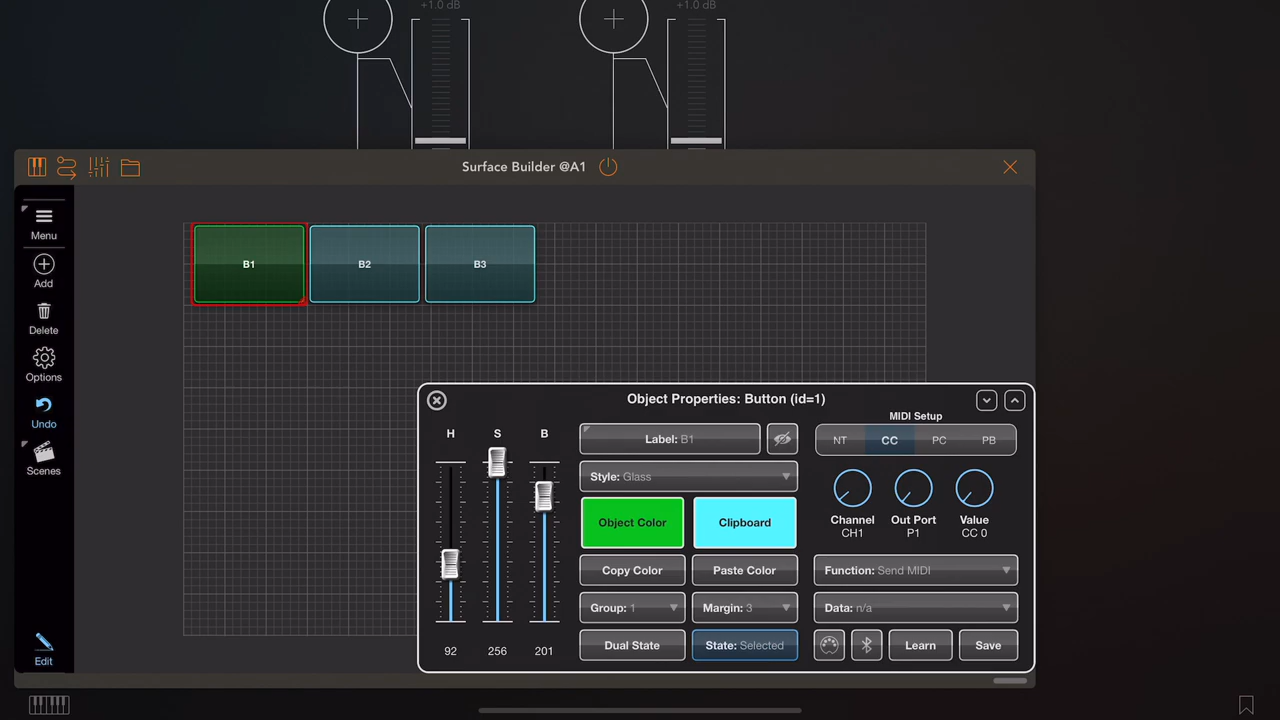 +1.0 dB
+1.0 dB
Surface Builder @A1
Menu
Add
Delete
Options
Undo
Scenes
Edit
B1
B2
B3
Object Properties: Button (id=1)
H
S
B
92
256
201
Label: B1
Style: Glass
Object Color
Clipboard
Copy Color
Paste Color
Group: 1
Margin: 3
Dual State
State: Selected
MIDI Setup
NT
CC
PC
PB
Channel
CH1
Out Port
P1
Value
CC 0
Function: Send MIDI
Data: n/a
Learn
Save